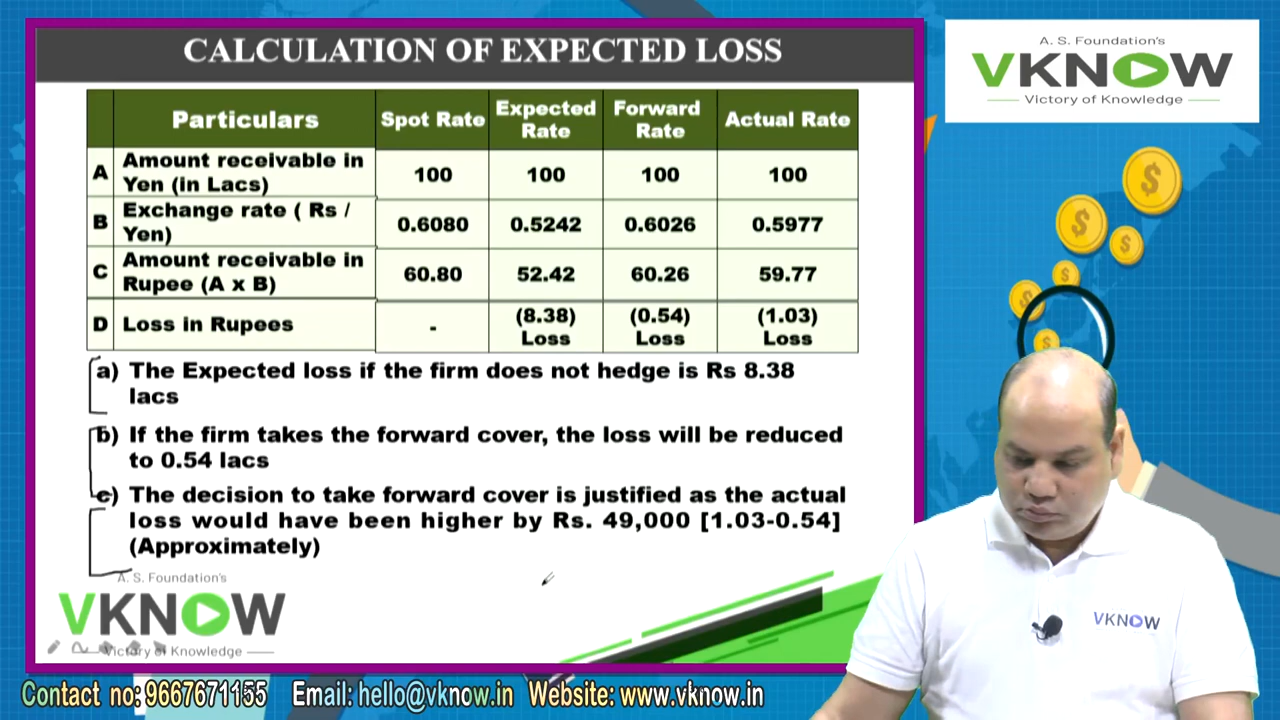 CALCULATION OF EXPECTED LOSS
Particulars Spot Rate Expected Rate Forward Rate Actual Rate
A Amount receivable in Yen (in Lacs) 100 100 100 100
B Exchange rate ( Rs / Yen) 0.6080 0.5242 0.6026 0.5977
C Amount receivable in Rupee (A x B) 60.80 52.42 60.26 59.77
D Loss in Rupees - (8.38) Loss (0.54) Loss (1.03) Loss
a) The Expected loss if the firm does not hedge is Rs 8.38
lacs
b) If the firm takes the forward cover, the loss will be reduced
to 0.54 lacs
c) The decision to take forward cover is justified as the actual
loss would have been higher by Rs. 49,000 [1.03-0.54]
(Approximately)
A. S. Foundation's
VKNOW
Victory of Knowledge
A. S. Foundation's
VKNOW
Victory of Knowledge
VKNOW
Contact no: 9667671155 Email: hello@vknow.in Website: www.vknow.in